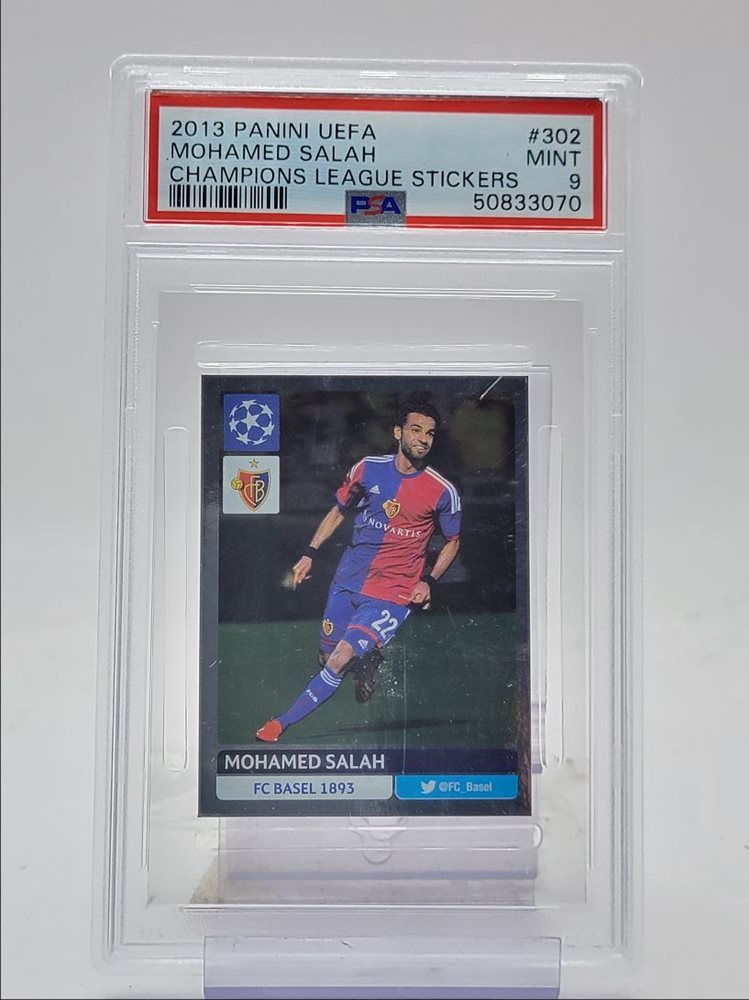 2013 PANINI UEFA #302
MOHAMED SALAH MINT
CHAMPIONS LEAGUE STICKERS 9
PSA 50833070
FCB
NOVARTIS
22
MOHAMED SALAH
FC BASEL 1893
@FC_Basel